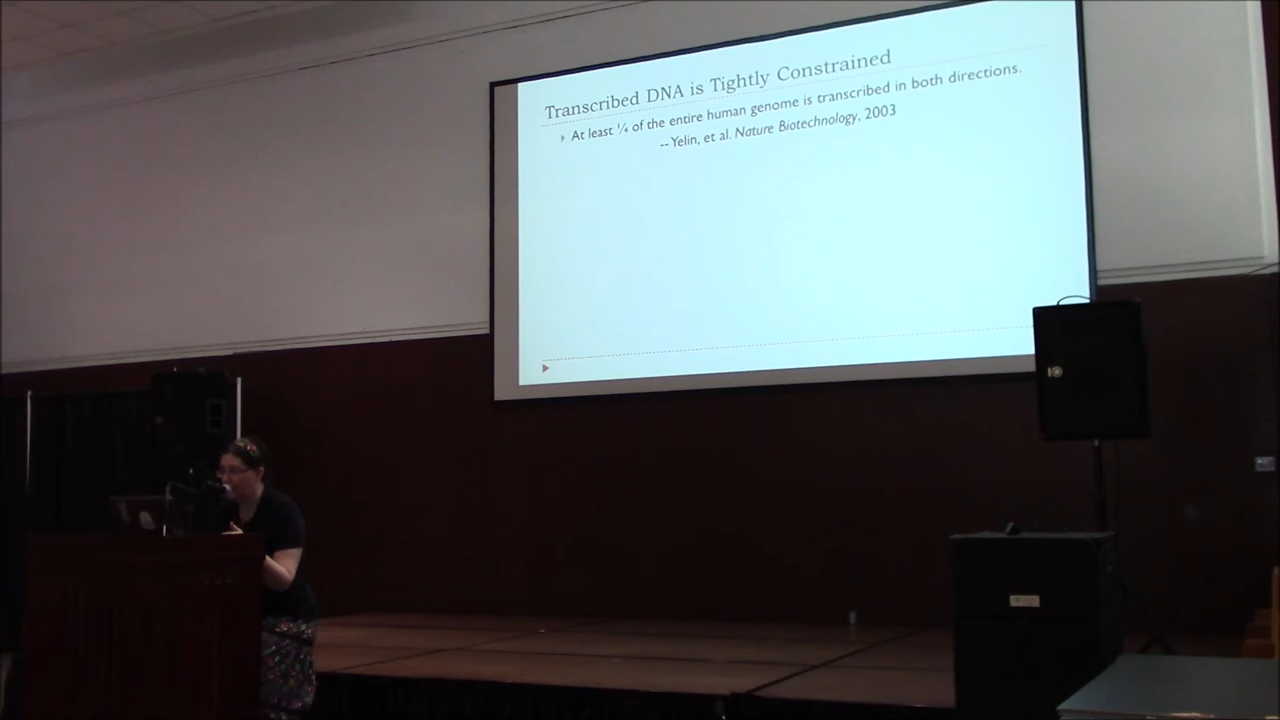 Transcribed DNA is Tightly Constrained
At least ¼ of the entire human genome is transcribed in both directions.
-- Yelin, et al. Nature Biotechnology, 2003